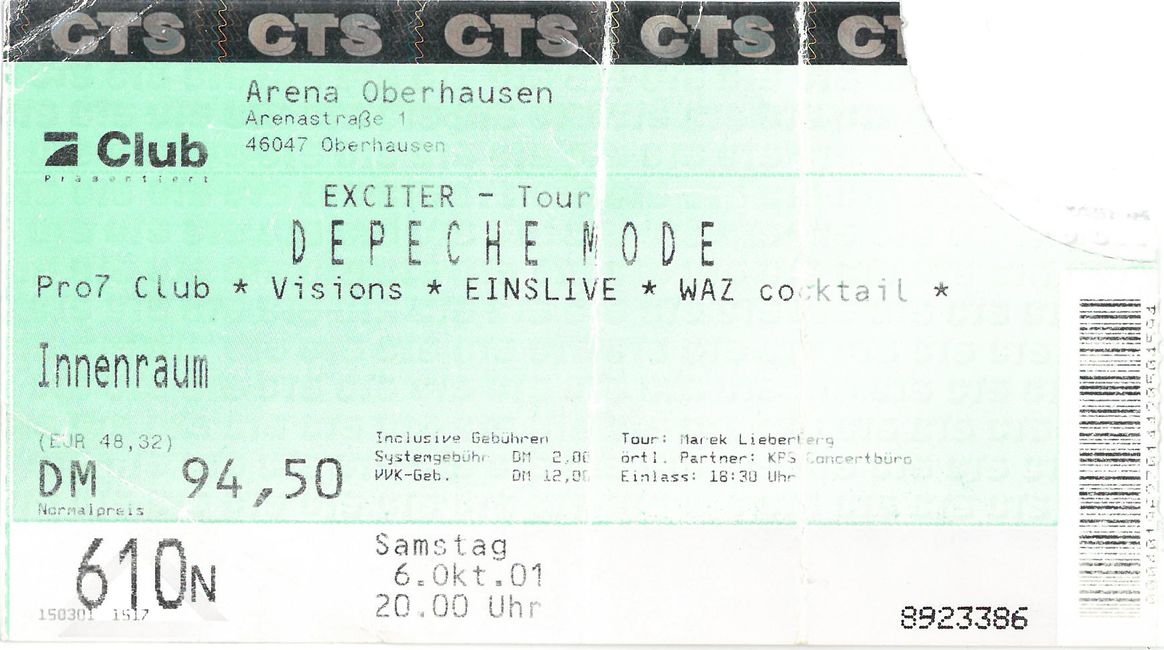 CTS CTS CTS CTS CT
Arena Oberhausen
Arenastraße 1
46047 Oberhausen
7 Club
Präsentiert
EXCITER - Tour
DEPECHE MODE
Pro7 Club * Visions * EINSLIVE * WAZ cocktail *
Innenraum
(EUR 48,32)
DM 94,50
Normalpreis
Inclusive Gebühren
Systemgebühr DM 2,00
VVK-Geb. DM 12,00
Tour: Marek Lieberberg
örtl. Partner: KPS Concertbüro
Einlass: 18:30 Uhr
610N
150301 1517
Samstag
6.Okt.01
20.00 Uhr
8923386